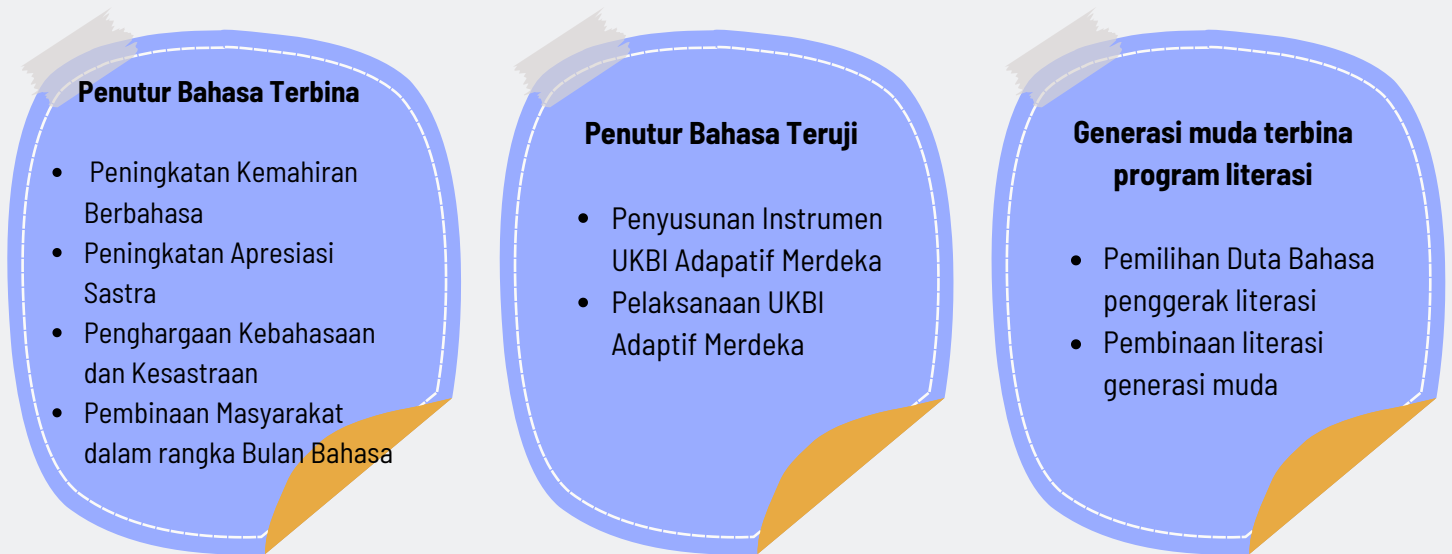 Penutur Bahasa Terbina
• Peningkatan Kemahiran
Berbahasa
• Peningkatan Apresiasi
Sastra
• Penghargaan Kebahasaan
dan Kesastraan
• Pembinaan Masyarakat
dalam rangka Bulan Bahasa
Penutur Bahasa Teruji
• Penyusunan Instrumen
UKBI Adapatif Merdeka
• Pelaksanaan UKBI
Adaptif Merdeka
Generasi muda terbina
program literasi
• Pemilihan Duta Bahasa
penggerak literasi
• Pembinaan literasi
generasi muda